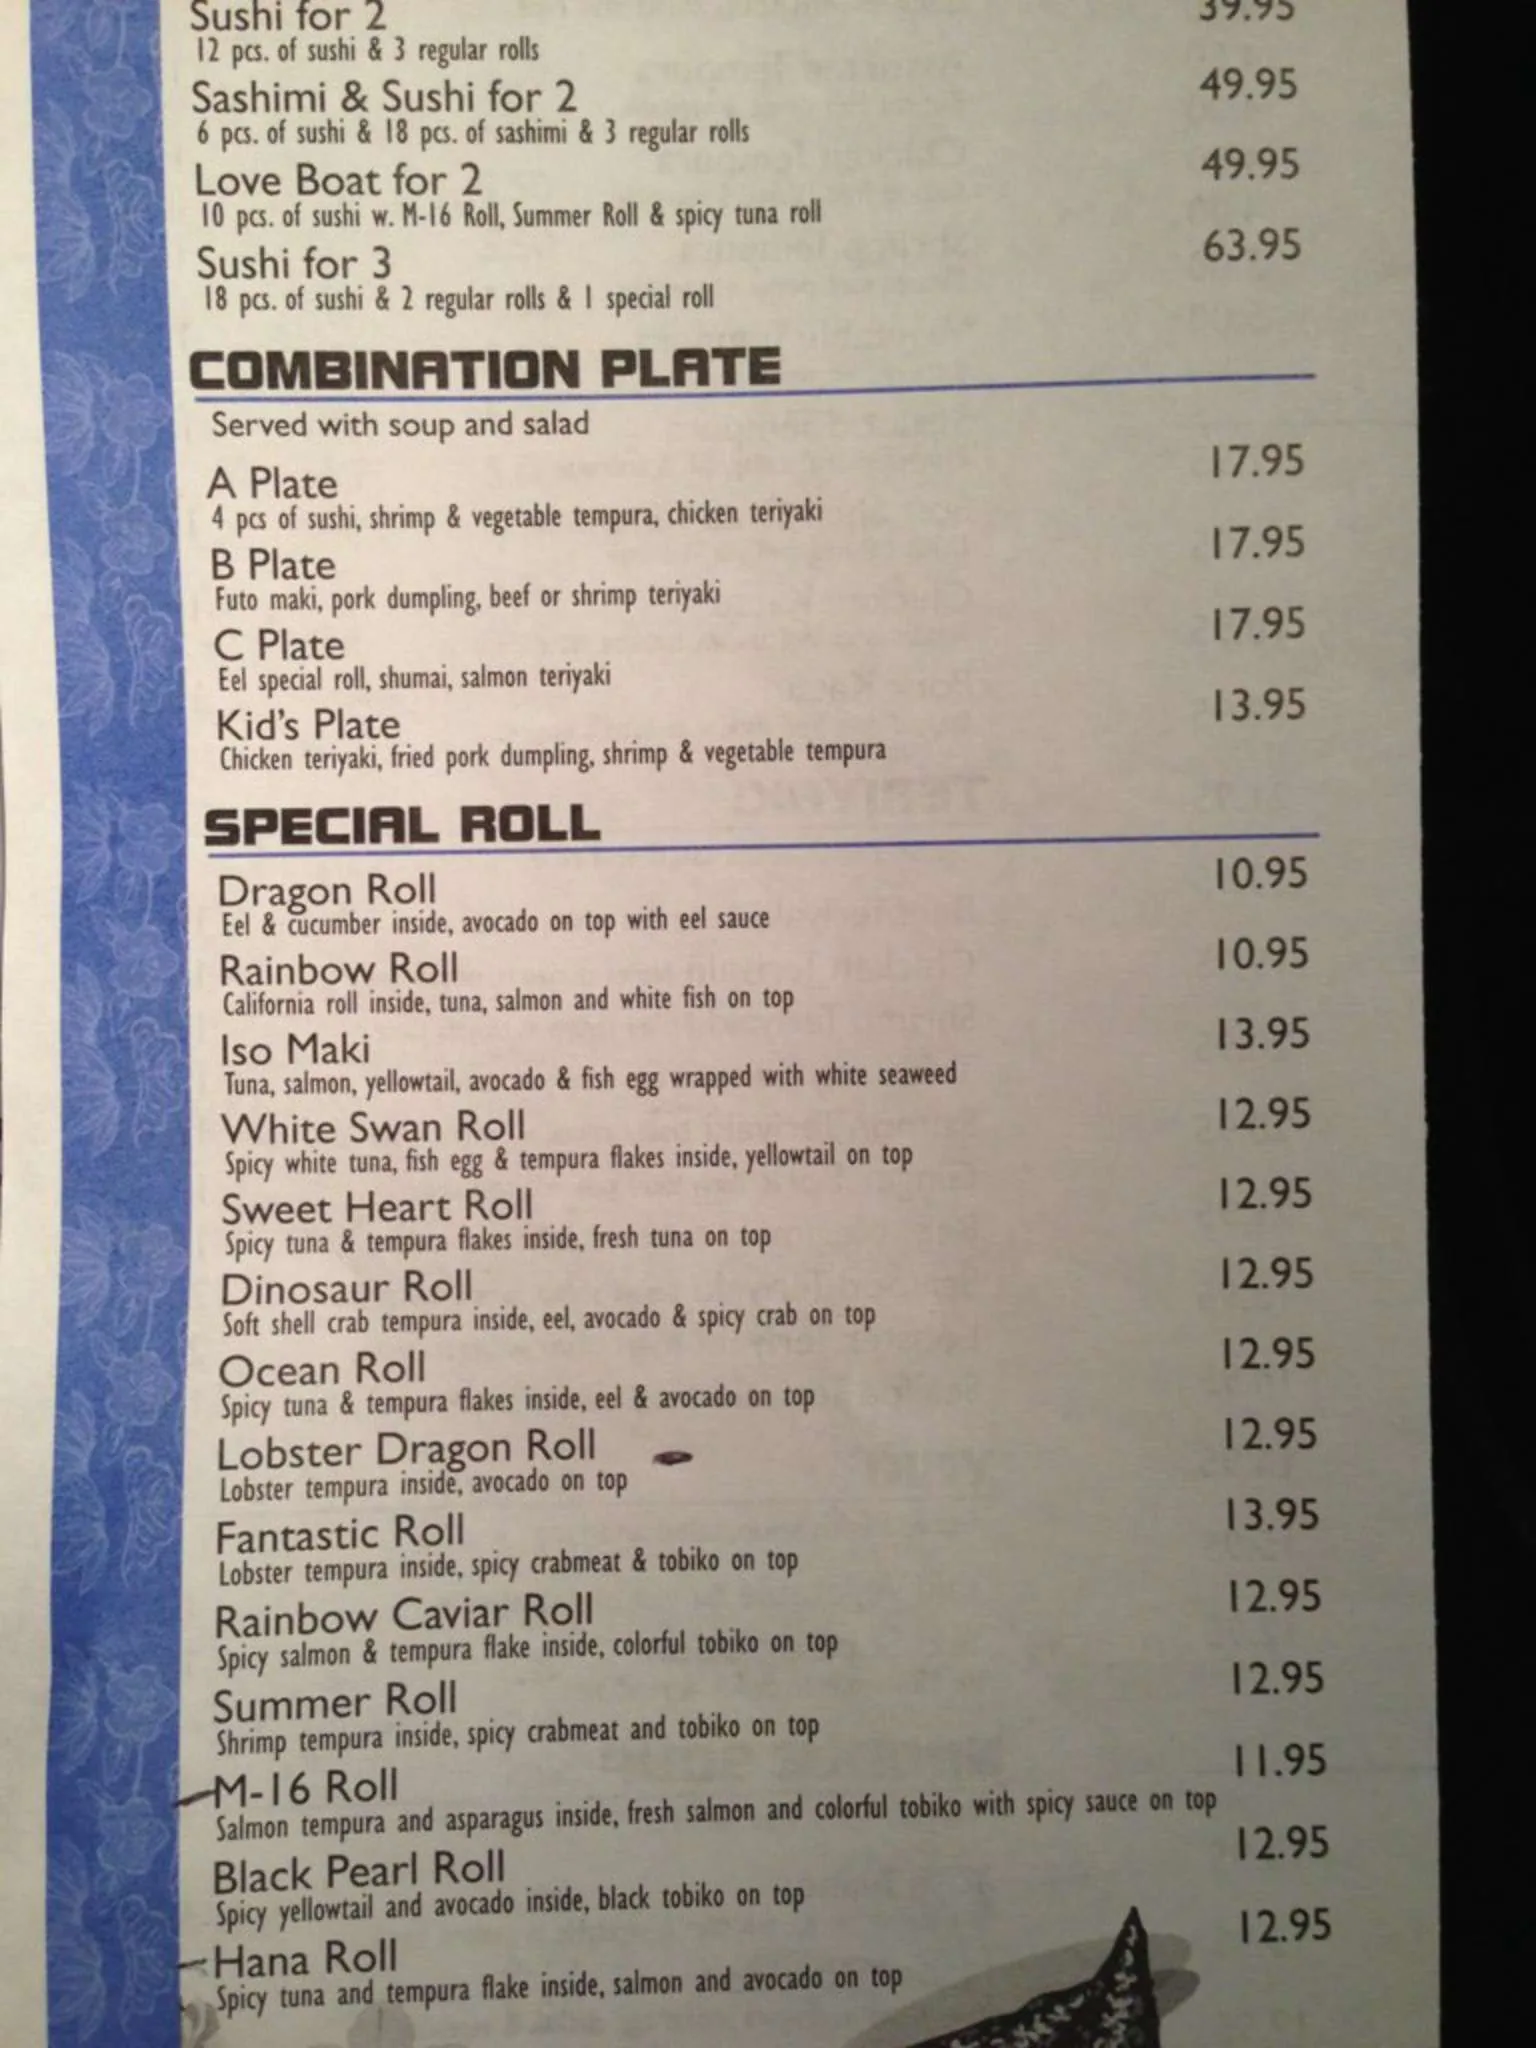 Sushi for 2 39.95
12 pcs. of sushi & 3 regular rolls
Sashimi & Sushi for 2 49.95
6 pcs. of sushi & 18 pcs. of sashimi & 3 regular rolls
Love Boat for 2 49.95
10 pcs. of sushi w. M-16 Roll, Summer Roll & spicy tuna roll
Sushi for 3 63.95
18 pcs. of sushi & 2 regular rolls & 1 special roll
COMBINATION PLATE
Served with soup and salad
A Plate 17.95
4 pcs of sushi, shrimp & vegetable tempura, chicken teriyaki
B Plate 17.95
Futo maki, pork dumpling, beef or shrimp teriyaki
C Plate 17.95
Eel special roll, shumai, salmon teriyaki
Kid's Plate 13.95
Chicken teriyaki, fried pork dumpling, shrimp & vegetable tempura
SPECIAL ROLL
Dragon Roll 10.95
Eel & cucumber inside, avocado on top with eel sauce
Rainbow Roll 10.95
California roll inside, tuna, salmon and white fish on top
Iso Maki 13.95
Tuna, salmon, yellowtail, avocado & fish egg wrapped with white seaweed
White Swan Roll 12.95
Spicy white tuna, fish egg & tempura flakes inside, yellowtail on top
Sweet Heart Roll 12.95
Spicy tuna & tempura flakes inside, fresh tuna on top
Dinosaur Roll 12.95
Soft shell crab tempura inside, eel, avocado & spicy crab on top
Ocean Roll 12.95
Spicy tuna & tempura flakes inside, eel & avocado on top
Lobster Dragon Roll 12.95
Lobster tempura inside, avocado on top
Fantastic Roll 13.95
Lobster tempura inside, spicy crabmeat & tobiko on top
Rainbow Caviar Roll 12.95
Spicy salmon & tempura flake inside, colorful tobiko on top
Summer Roll 12.95
Shrimp tempura inside, spicy crabmeat and tobiko on top
M-16 Roll 11.95
Salmon tempura and asparagus inside, fresh salmon and colorful tobiko with spicy sauce on top
Black Pearl Roll 12.95
Spicy yellowtail and avocado inside, black tobiko on top
Hana Roll 12.95
Spicy tuna and tempura flake inside, salmon and avocado on top